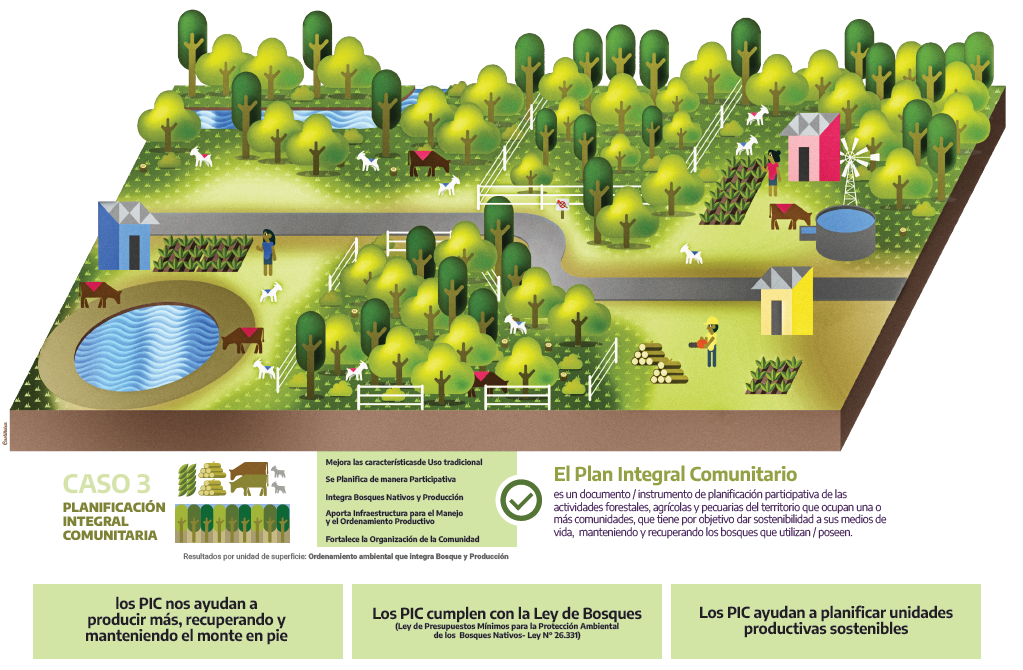 CASO 3
PLANIFICACIÓN
INTEGRAL
COMUNITARIA
Mejora las característicasde Uso tradicional
Se Planifica de manera Participativa
Integra Bosques Nativos y Producción
Aporta Infraestructura para el Manejo
y el Ordenamiento Productivo
Fortalece la Organización de la Comunidad
Resultados por unidad de superficie: Ordenamiento ambiental que integra Bosque y Producción
El Plan Integral Comunitario
es un documento / instrumento de planificación participativa de las
actividades forestales, agrícolas y pecuarias del territorio que ocupan una o
más comunidades, que tiene por objetivo dar sostenibilidad a sus medios de
vida, manteniendo y recuperando los bosques que utilizan / poseen.
los PIC nos ayudan a
producir más, recuperando y
manteniendo el monte en pie
Los PIC cumplen con la Ley de Bosques
(Ley de Presupuestos Mínimos para la Protección Ambiental
de los Bosques Nativos- Ley N° 26.331)
Los PIC ayudan a planificar unidades
productivas sostenibles